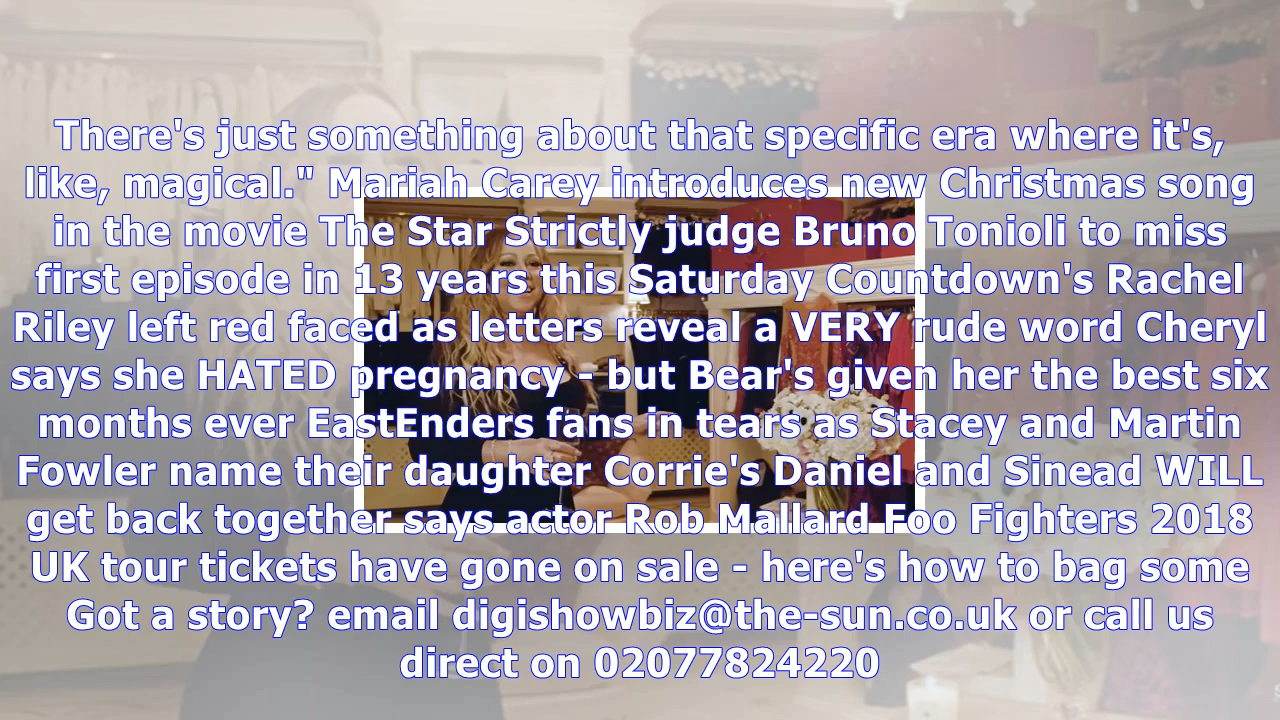 There's just something about that specific era where it's,
like, magical." Mariah Carey introduces new Christmas song
in the movie The Star Strictly judge Bruno Tonioli to miss
first episode in 13 years this Saturday Countdown's Rachel
Riley left red faced as letters reveal a VERY rude word Cheryl
says she HATED pregnancy - but Bear's given her the best six
months ever EastEnders fans in tears as Stacey and Martin
Fowler name their daughter Corrie's Daniel and Sinead WILL
get back together says actor Rob Mallard Foo Fighters 2018
UK tour tickets have gone on sale - here's how to bag some
Got a story? email digishowbiz@the-sun.co.uk or call us
direct on 02077824220